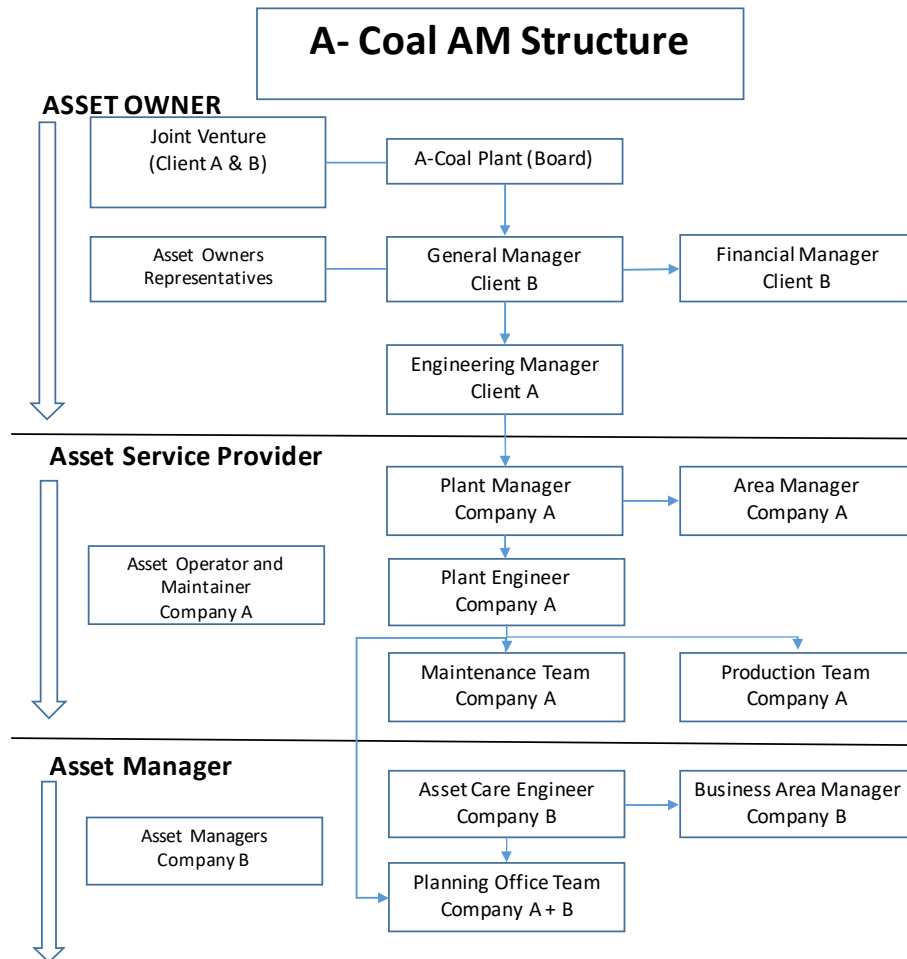 A- Coal AM Structure
ASSET OWNER
Joint Venture
(Client A & B)
A-Coal Plant (Board)
Asset Owners
Representatives
General Manager
Client B
Financial Manager
Client B
Engineering Manager
Client A
Asset Service Provider
Plant Manager
Company A
Area Manager
Company A
Asset Operator and
Maintainer
Company A
Plant Engineer
Company A
Maintenance Team
Company A
Production Team
Company A
Asset Manager
Asset Care Engineer
Company B
Business Area Manager
Company B
Asset Managers
Company B
Planning Office Team
Company A + B